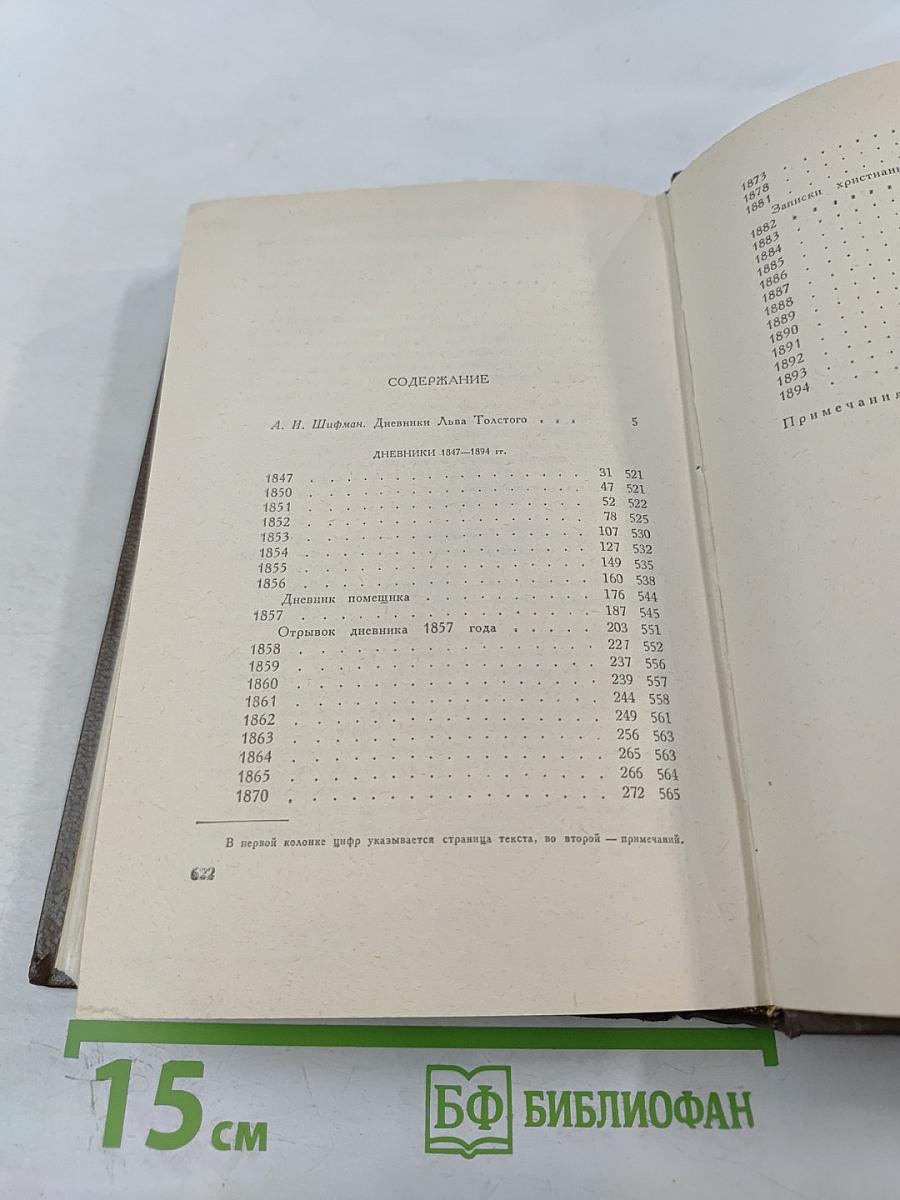 СОДЕРЖАНИЕ
А. И. Шифман. Дневники Льва Толстого . . . 5
ДНЕВНИКИ 1847—1894 гг.
1847 . . . . . . . . . . . . . . . . 31 521
1850 . . . . . . . . . . . . . . . . 47 521
1851 . . . . . . . . . . . . . . . . 52 522
1852 . . . . . . . . . . . . . . . . 78 525
1853 . . . . . . . . . . . . . . . . 107 530
1854 . . . . . . . . . . . . . . . . 127 532
1855 . . . . . . . . . . . . . . . . 149 535
1856 . . . . . . . . . . . . . . . . 160 538
Дневник помещика . . . . . . . . . 176 544
1857 . . . . . . . . . . . . . . . . 187 545
Отрывок дневника 1857 года . . . . . 203 551
1858 . . . . . . . . . . . . . . . . 227 552
1859 . . . . . . . . . . . . . . . . 237 556
1860 . . . . . . . . . . . . . . . . 239 557
1861 . . . . . . . . . . . . . . . . 244 558
1862 . . . . . . . . . . . . . . . . 249 561
1863 . . . . . . . . . . . . . . . . 256 563
1864 . . . . . . . . . . . . . . . . 265 563
1865 . . . . . . . . . . . . . . . . 266 564
1870 . . . . . . . . . . . . . . . . 272 565
В первой колонке цифр указывается страница текста, во второй — примечаний.
622
1873 . . . . . .
1878 . . . . . .
1881 . . . . . .
Записки
1882 . . . . . .
1883 . . . . . .
1884 . . . . . .
1885 . . . . . .
1886 . . . . . .
1887 . . . . . .
1888 . . . . . .
1889 . . . . . .
1890 . . . . . .
1891 . . . . . .
1892 . . . . . .
1893 . . . . . .
1894 . . . . . .
Примечания
15 см
БФ БИБЛИОФАН